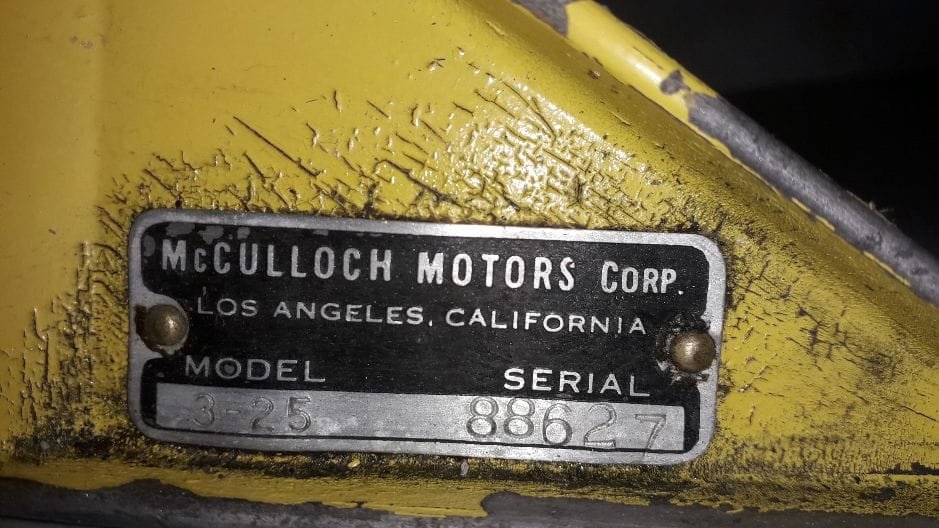 McCULLOCH MOTORS CORP.
LOS ANGELES, CALIFORNIA
MODEL SERIAL
3-25 88627